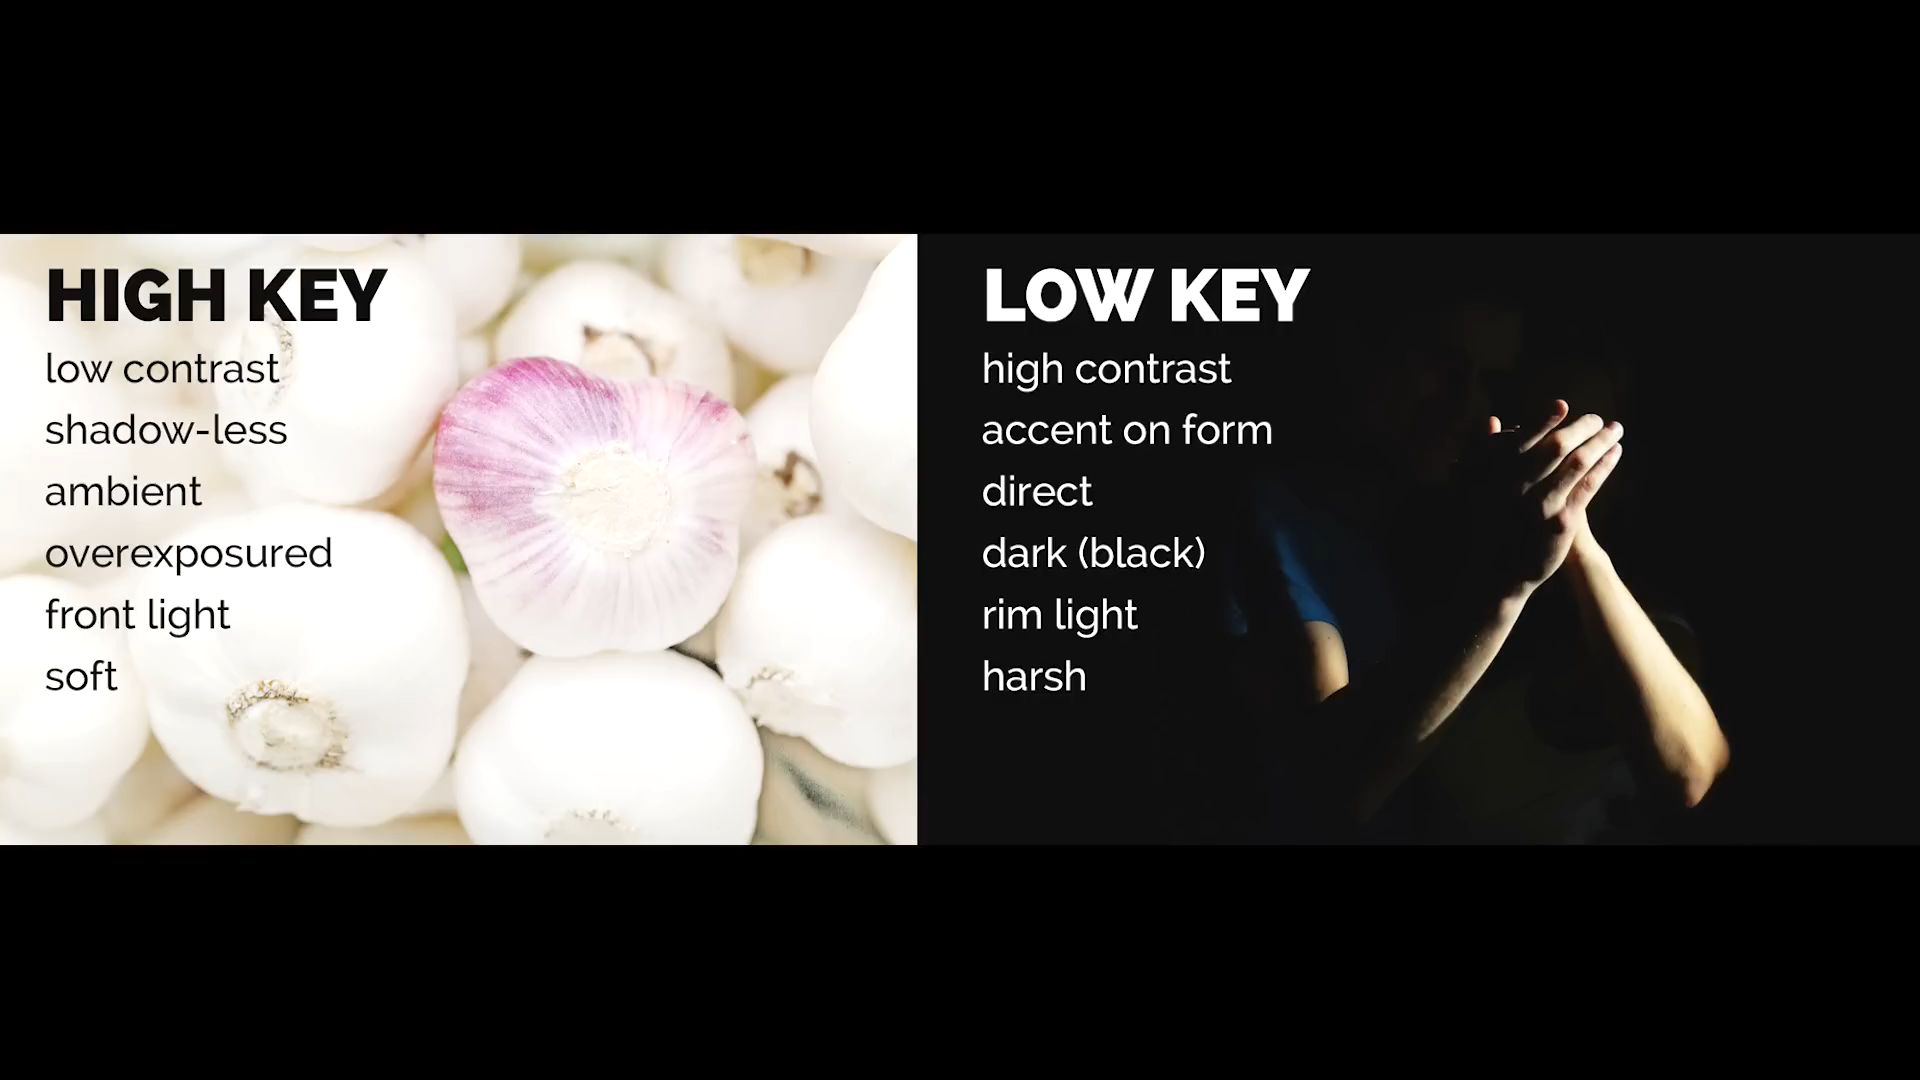 HIGH KEY
low contrast
shadow-less
ambient
overexposured
front light
soft
LOW KEY
high contrast
accent on form
direct
dark (black)
rim light
harsh